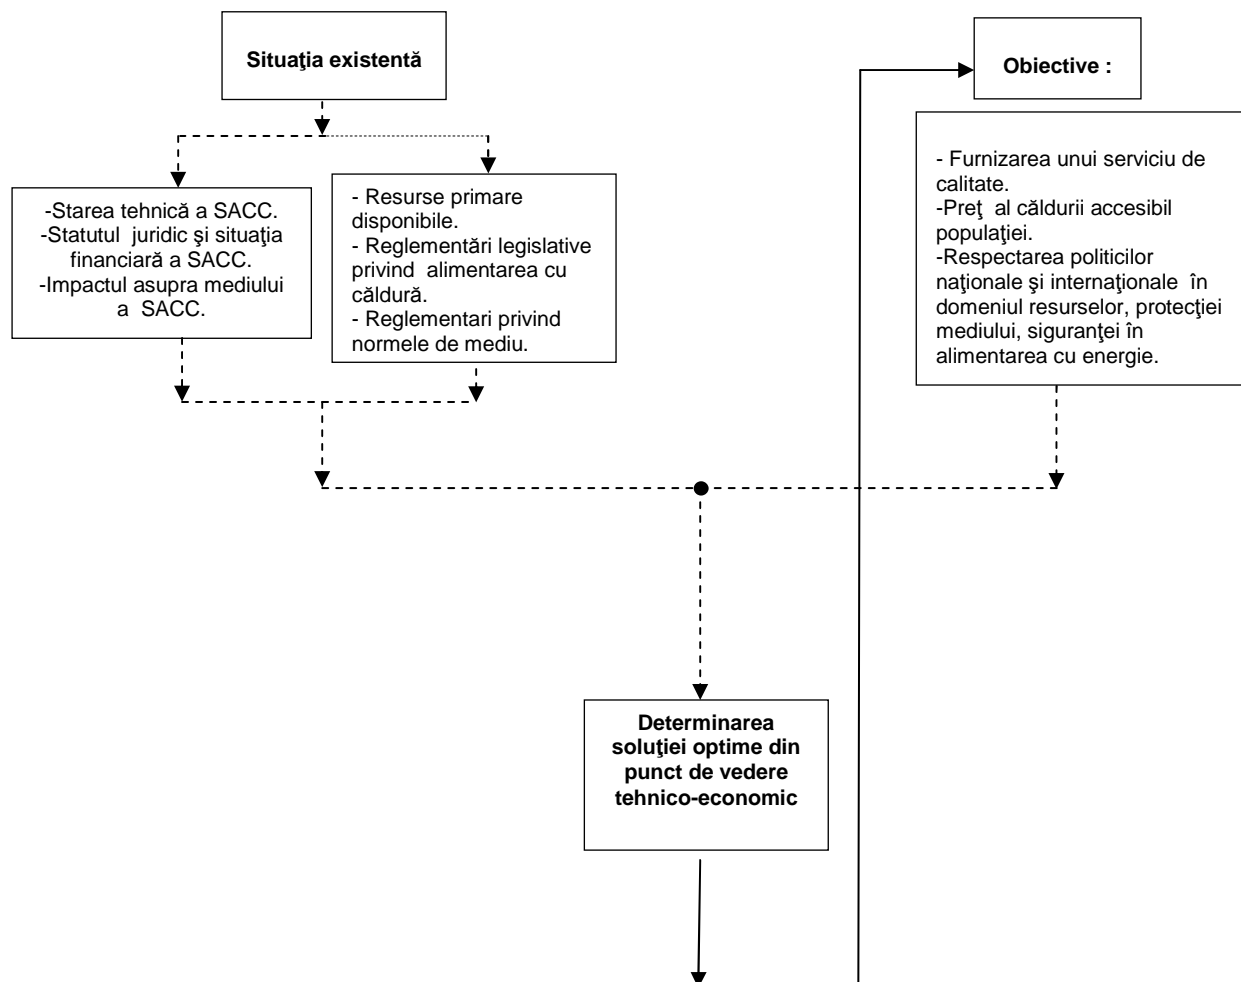 Situaţia existentă
Obiective :
-Starea tehnică a SACC.
-Statutul juridic şi situaţia
financiară a SACC.
-Impactul asupra mediului
a SACC.
- Resurse primare
disponibile.
- Reglementări legislative
privind alimentarea cu
căldură.
- Reglementari privind
normele de mediu.
- Furnizarea unui serviciu de
calitate.
-Preţ al căldurii accesibil
populaţiei.
-Respectarea politicilor
naţionale şi internaţionale în
domeniul resurselor, protecţiei
mediului, siguranţei în
alimentarea cu energie.
Determinarea
soluţiei optime din
punct de vedere
tehnico-economic